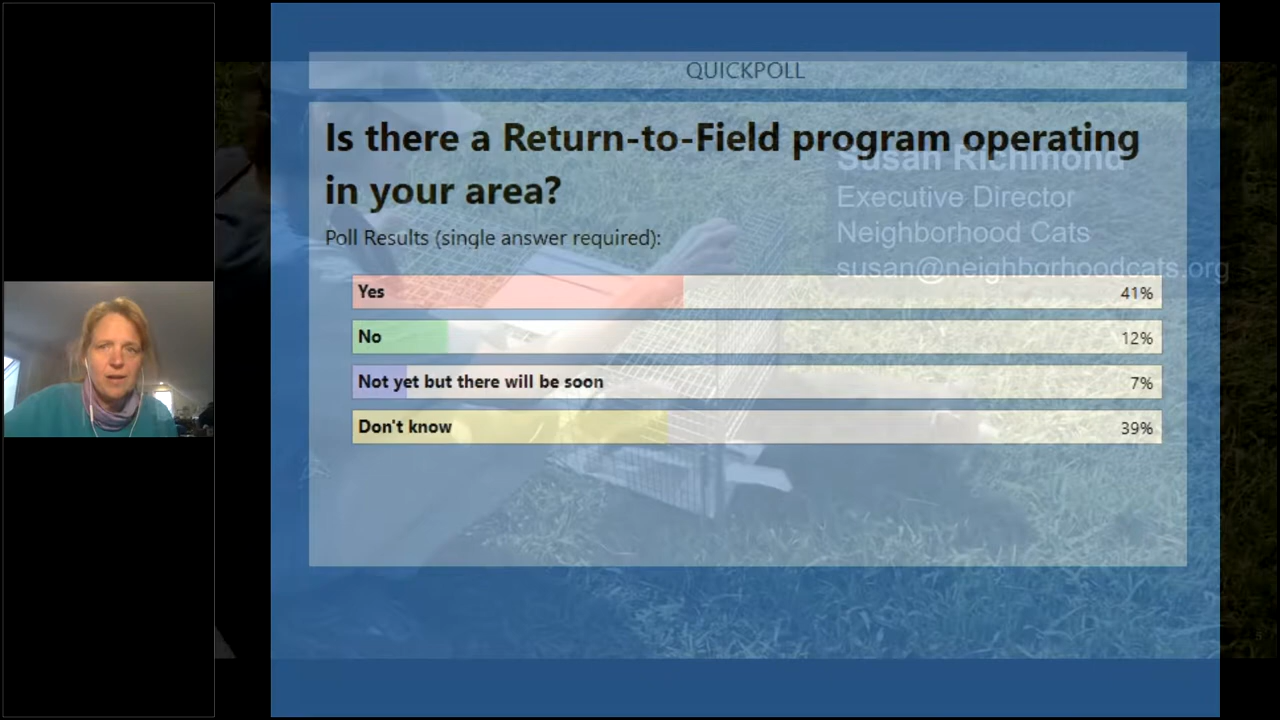 QUICKPOLL
Is there a Return-to-Field program operating
in your area?
Poll Results (single answer required):
Yes 41%
No 12%
Not yet but there will be soon 7%
Don't know 39%
Susan Richmond
Executive Director
Neighborhood Cats
susan@neighborhoodcats.org
5